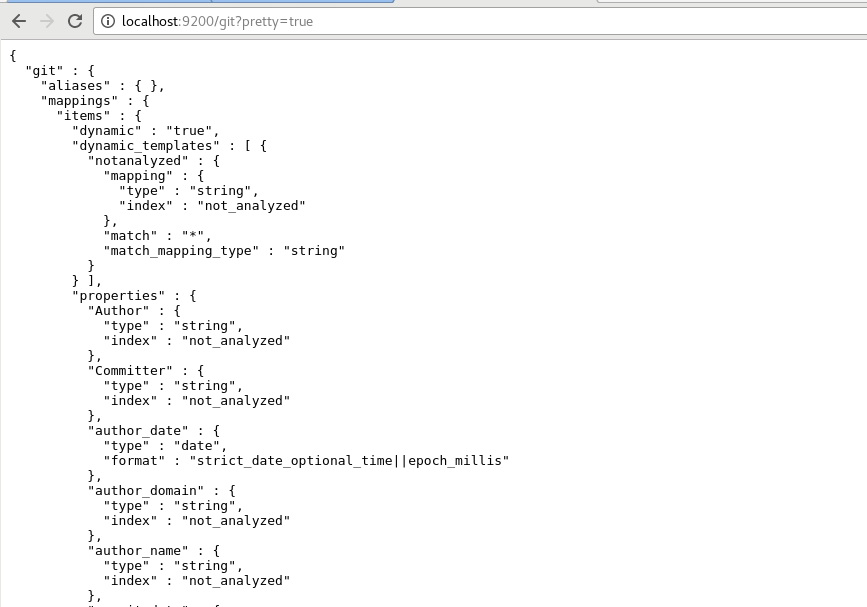 localhost:9200/git?pretty=true
{
  "git" : {
    "aliases" : { },
    "mappings" : {
      "items" : {
        "dynamic" : "true",
        "dynamic_templates" : [ {
          "notanalyzed" : {
            "mapping" : {
              "type" : "string",
              "index" : "not_analyzed"
            },
            "match" : "*",
            "match_mapping_type" : "string"
          }
        } ],
        "properties" : {
          "Author" : {
            "type" : "string",
            "index" : "not_analyzed"
          },
          "Committer" : {
            "type" : "string",
            "index" : "not_analyzed"
          },
          "author_date" : {
            "type" : "date",
            "format" : "strict_date_optional_time||epoch_millis"
          },
          "author_domain" : {
            "type" : "string",
            "index" : "not_analyzed"
          },
          "author_name" : {
            "type" : "string",
            "index" : "not_analyzed"
          },